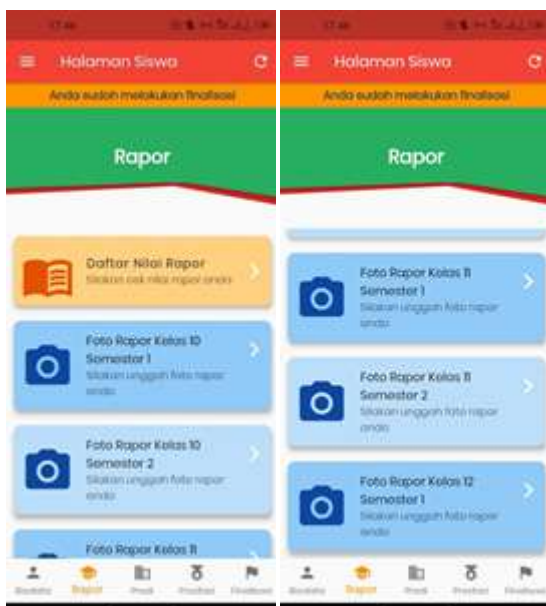 17.46
Halaman Siswa
Anda sudah melakukan finalisasi
Rapor
Daftar Nilai Rapor
Silakan cek nilai rapor anda
Foto Rapor Kelas 10
Semester 1
Silakan unggah foto rapor
anda
Foto Rapor Kelas 10
Semester 2
Silakan unggah foto rapor
anda
Foto Rapor Kelas 11
Biodata
Rapor
Prodi
Prestasi
Finalisasi
Halaman Siswa
Anda sudah melakukan finalisasi
Rapor
Foto Rapor Kelas 11
Semester 1
Silakan unggah foto rapor
anda
Foto Rapor Kelas 11
Semester 2
Silakan unggah foto rapor
anda
Foto Rapor Kelas 12
Semester 1
Silakan unggah foto rapor
anda
Biodata
Rapor
Prodi
Prestasi
Finalisasi